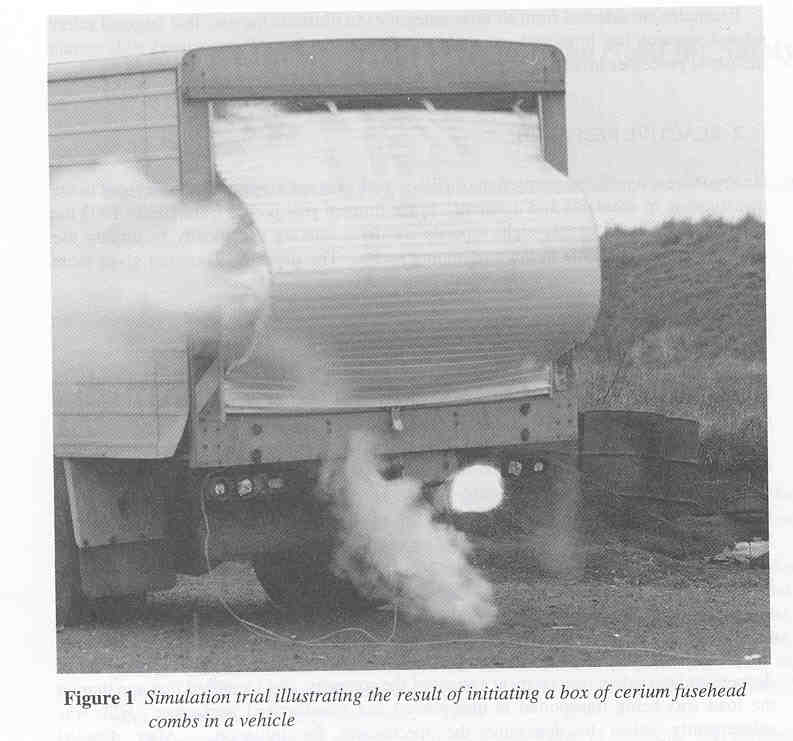 Figure 1 Simulation trial illustrating the result of initiating a box of cerium fusehead
combs in a vehicle